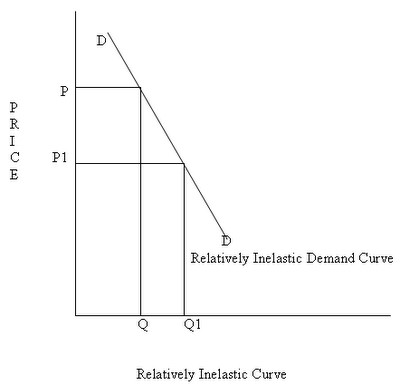 D
P
P
R
I
C
E
P1
D
Relatively Inelastic Demand Curve
Q Q1
Relatively Inelastic Curve